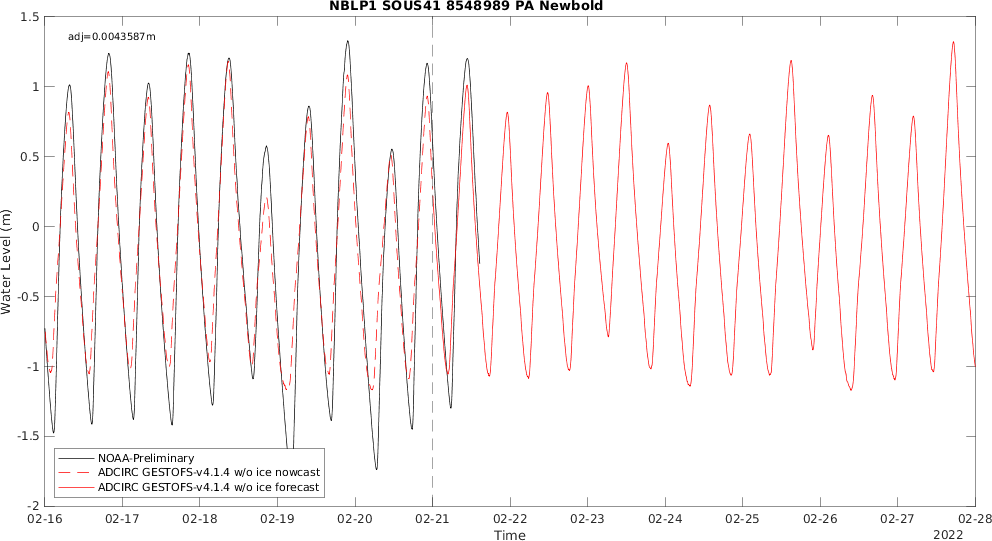 NBLP1 SOUS41 8548989 PA Newbold
adj=0.0043587m
1.5
1
0.5
0
-0.5
-1
-1.5
-2
Water Level (m)
NOAA-Preliminary
ADCIRC GESTOFS-v4.1.4 w/o ice nowcast
ADCIRC GESTOFS-v4.1.4 w/o ice forecast
02-16 02-17 02-18 02-19 02-20 02-21 02-22 02-23 02-24 02-25 02-26 02-27 02-28
Time
2022